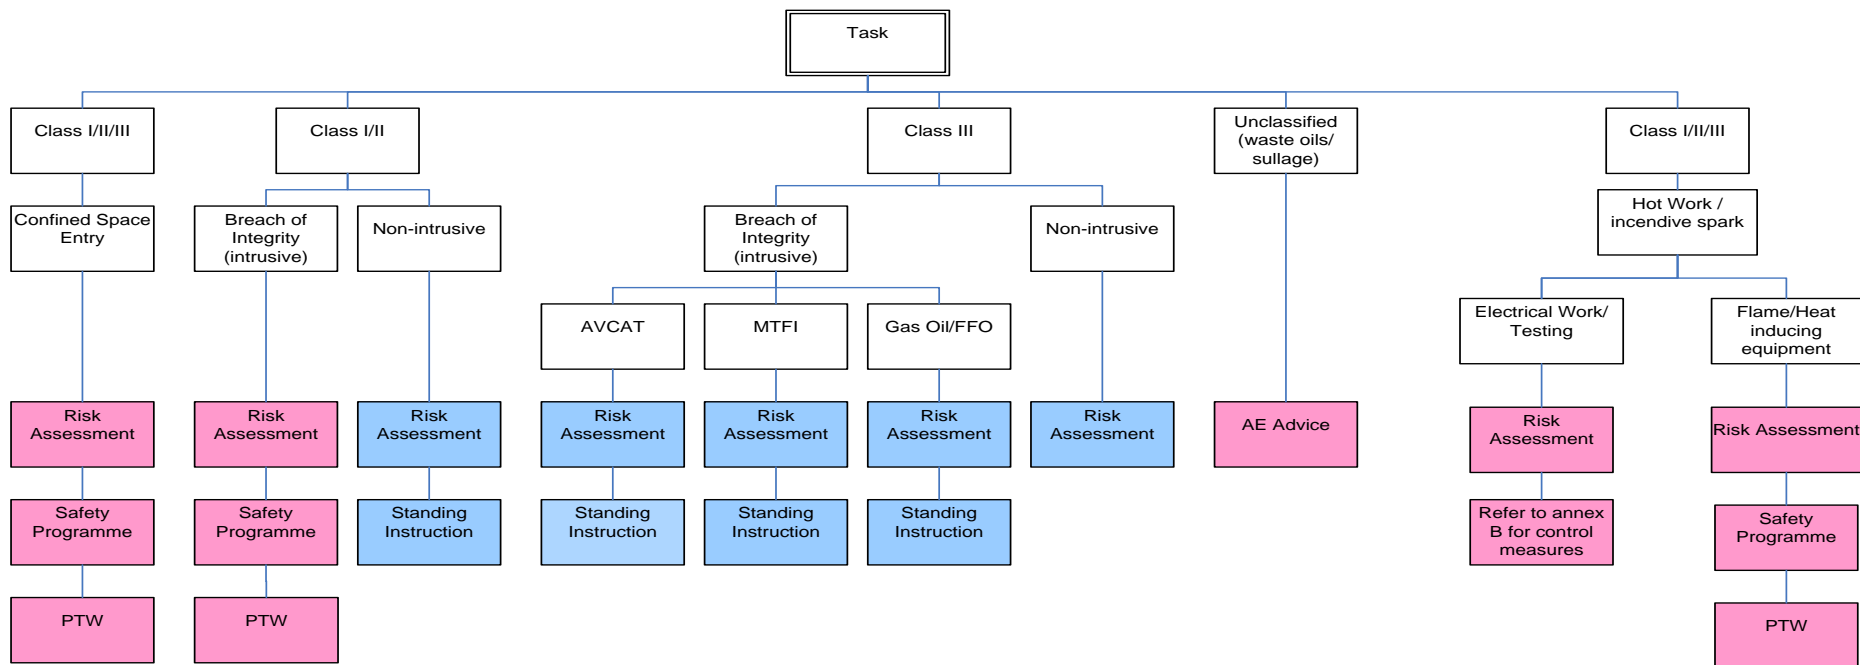 Task
Class I/II/III
Class I/II
Class III
Unclassified
(waste oils/
sullage)
Class I/II/III
Confined Space
Entry
Breach of
Integrity
(intrusive)
Non-intrusive
Breach of
Integrity
(intrusive)
Non-intrusive
Hot Work /
incendive spark
AVCAT
MTFI
Gas Oil/FFO
Electrical Work/
Testing
Flame/Heat
inducing
equipment
Risk
Assessment
Risk
Assessment
Risk
Assessment
Risk
Assessment
Risk
Assessment
Risk
Assessment
Risk
Assessment
AE Advice
Risk
Assessment
Risk Assessment
Safety
Programme
Safety
Programme
Standing
Instruction
Standing
Instruction
Standing
Instruction
Standing
Instruction
Refer to annex
B for control
measures
Safety
Programme
PTW
PTW
PTW